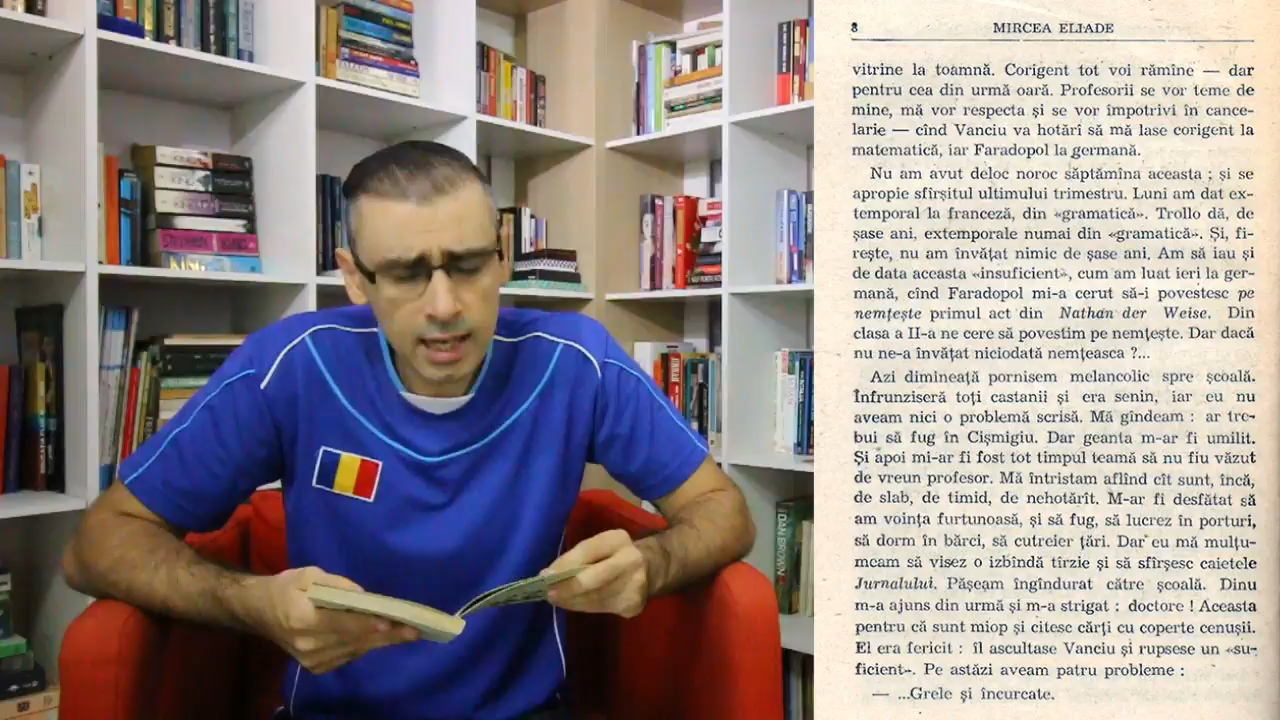 KING
STEPHEN KING
KING
DAN BROWN
8 MIRCEA ELIADE
vitrine la toamnă. Corigent tot voi rămîne — dar
pentru cea din urmă oară. Profesorii se vor teme de
mine, mă vor respecta și se vor împotrivi în cance-
larie — cînd Vanciu va hotări să mă lase corigent la
matematică, iar Faradopol la germană.
Nu am avut deloc noroc săptămîna aceasta ; și se
apropie sfîrșitul ultimului trimestru. Luni am dat ex-
temporal la franceză, din «gramatică». Trollo dă, de
șase ani, extemporale numai din «gramatică». Și, fi-
rește, nu am învățat nimic de șase ani. Am să iau și
de data aceasta «insuficient», cum am luat ieri la ger-
mană, cînd Faradopol mi-a cerut să-i povestesc pe
nemțește primul act din Nathan der Weise. Din
clasa a II-a ne cere să povestim pe nemțește. Dar dacă
nu ne-a învățat niciodată nemțeasca ?...
Azi dimineață pornisem melancolic spre școală.
Înfrunziseră toți castanii și era senin, iar eu nu
aveam nici o problemă scrisă. Mă gîndeam : ar tre-
bui să fug în Cișmigiu. Dar geanta m-ar fi umilit.
Și apoi mi-ar fi fost tot timpul teamă să nu fiu văzut
de vreun profesor. Mă întristam aflînd cît sunt, încă,
de slab, de timid, de nehotărît. M-ar fi desfătat să
am voința furtunoasă, și să fug, să lucrez în porturi,
să dorm în bărci, să cutreier țări. Dar eu mă mulțu-
meam să visez o izbîndă tîrzie și să sfîrșesc caietele
Jurnalului. Pășeam îngîndurat către școală. Dinu
m-a ajuns din urmă și m-a strigat : doctore ! Aceasta
pentru că sunt miop și citesc cărți cu coperte cenușii.
El era fericit : îl ascultase Vanciu și rupsese un «su-
ficient». Pe astăzi aveam patru probleme :
— ...Grele și încurcate.